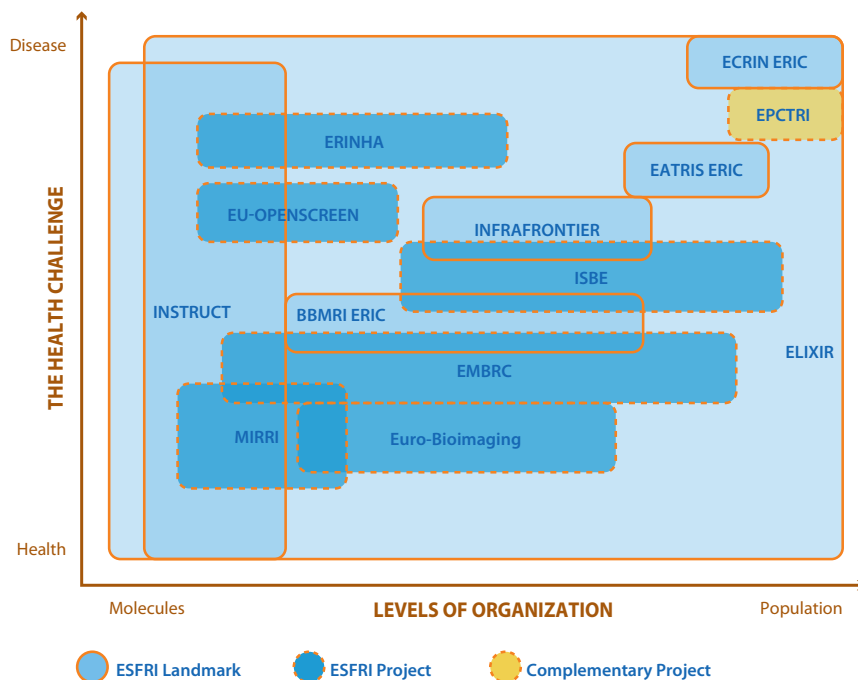 Disease
ECRIN ERIC
EPCTRI
ERINHA
EATRIS ERIC
EU-OPENSCREEN
INFRAFRONTIER
ISBE
THE HEALTH CHALLENGE
INSTRUCT
BBMRI ERIC
ELIXIR
EMBRC
MIRRI
Euro-Bioimaging
Health
Molecules
LEVELS OF ORGANIZATION
Population
ESFRI Landmark
ESFRI Project
Complementary Project